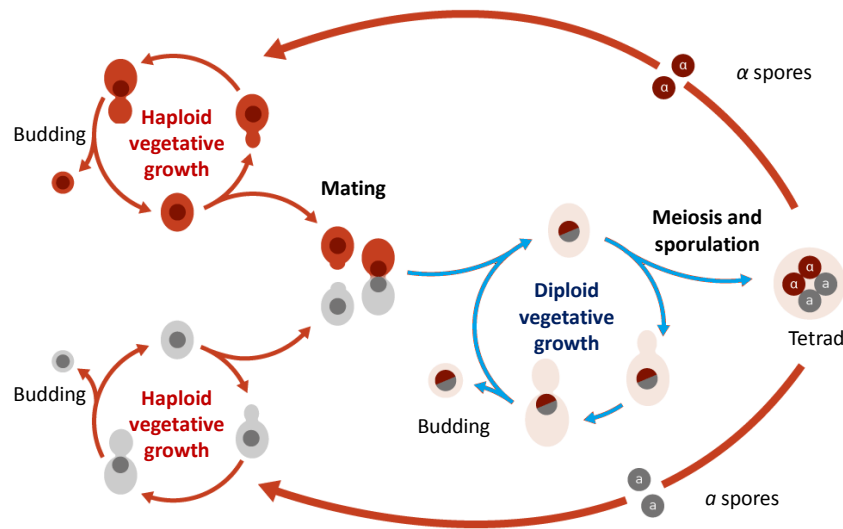 α
α
α spores
Budding
Haploid
vegetative
growth
Mating
Meiosis and
sporulation
α
α
a
a
Tetrad
Diploid
vegetative
growth
Budding
Haploid
vegetative
growth
Budding
a
a
a spores